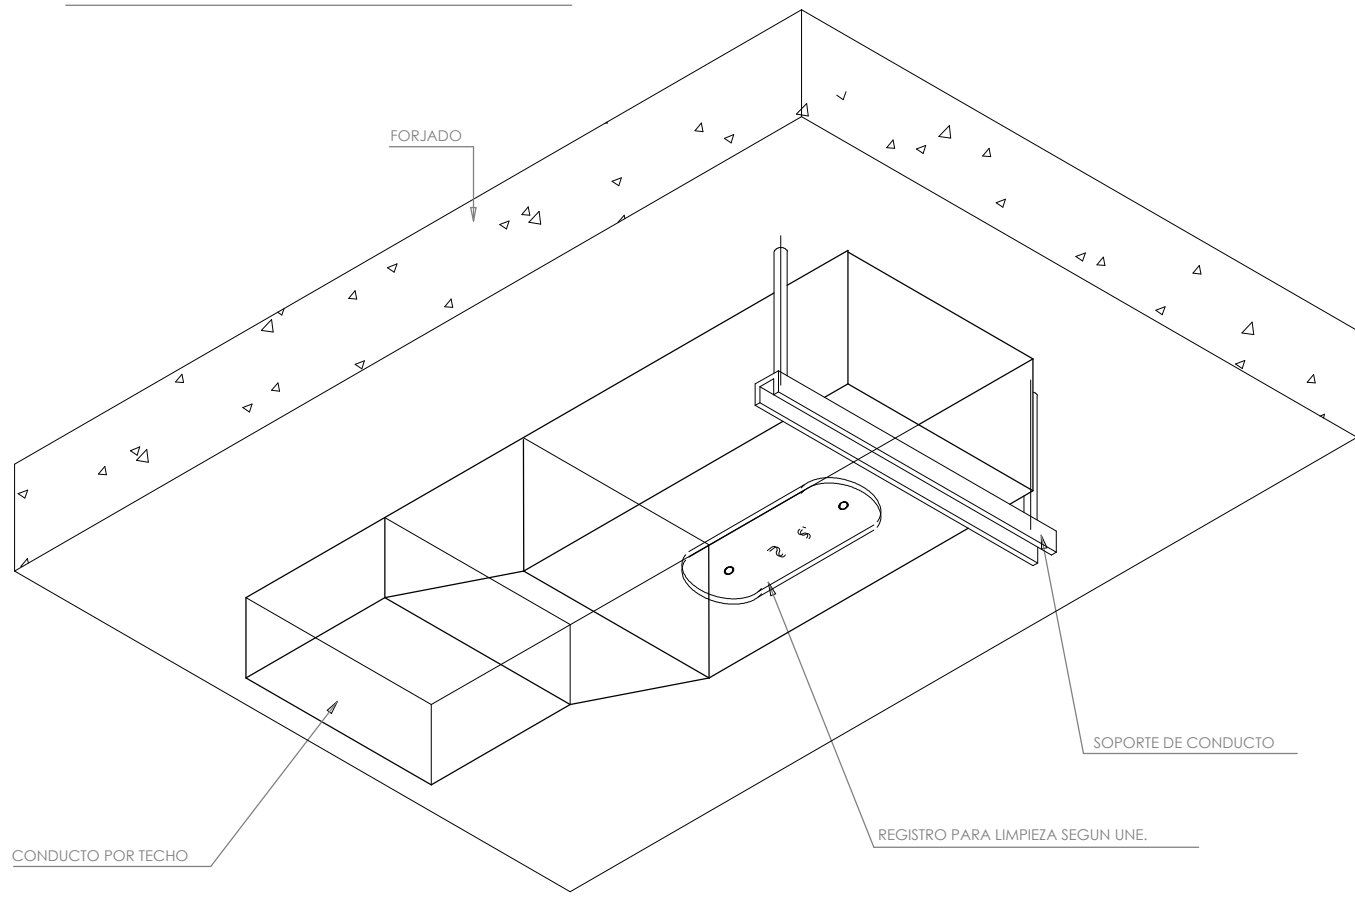 FORJADO
SOPORTE DE CONDUCTO
REGISTRO PARA LIMPIEZA SEGUN UNE.
CONDUCTO POR TECHO